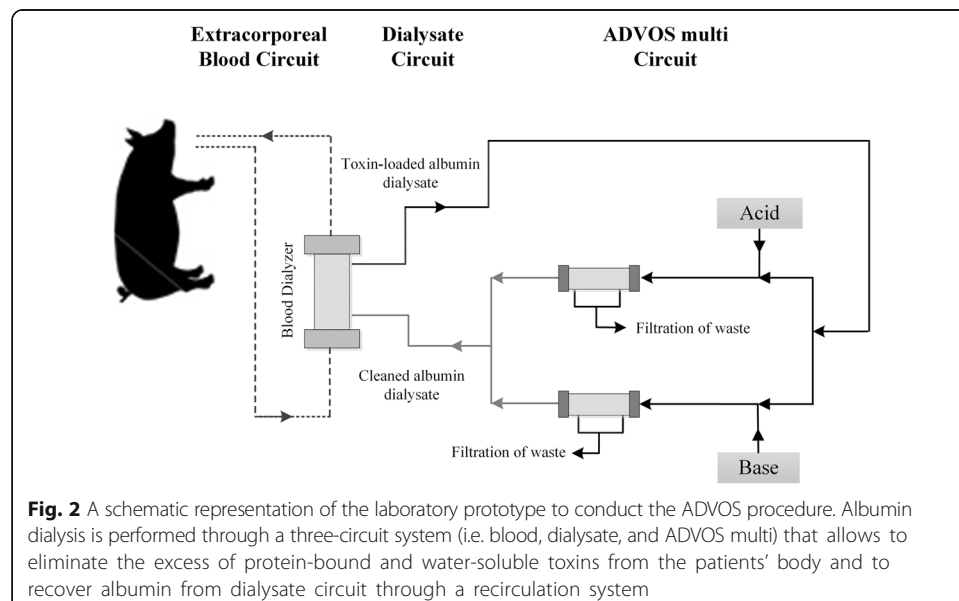 Extracorporeal
Blood Circuit
Dialysate
Circuit
ADVOS multi
Circuit
Toxin-loaded albumin
dialysate
Acid
Blood Dialyzer
Filtration of waste
Cleaned albumin
dialysate
Filtration of waste
Base
Fig. 2 A schematic representation of the laboratory prototype to conduct the ADVOS procedure. Albumin
dialysis is performed through a three-circuit system (i.e. blood, dialysate, and ADVOS multi) that allows to
eliminate the excess of protein-bound and water-soluble toxins from the patients' body and to
recover albumin from dialysate circuit through a recirculation system